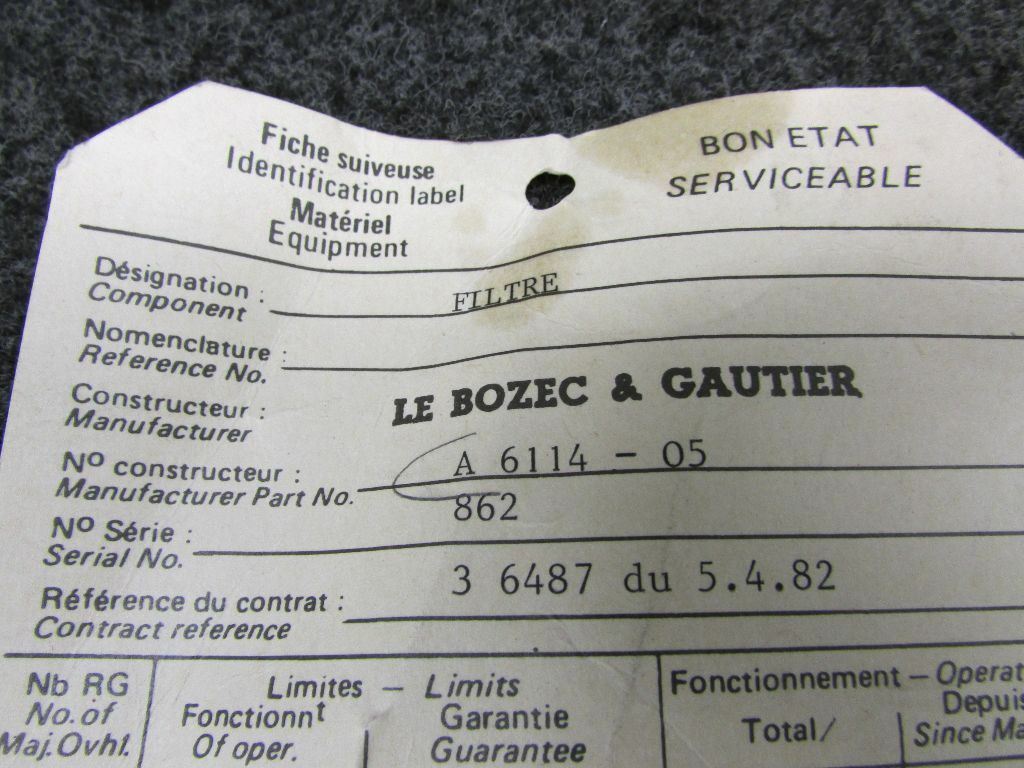 Fiche suiveuse
Identification label
Matériel
Equipment
BON ETAT
SERVICEABLE
Désignation : FILTRE
Component
Nomenclature :
Reference No.
Constructeur : LE BOZEC & GAUTIER
Manufacturer
Nº constructeur : A 6114 - 05
Manufacturer Part No.
862
Nº Série :
Serial No.
3 6487 du 5.4.82
Référence du contrat :
Contract reference
Nb RG
No. of
Maj. Ovhl.
Limites – Limits
Fonctionnt
Of oper.
Garantie
Guarantee
Fonctionnement – Operat
Total/
Depuis
Since Ma